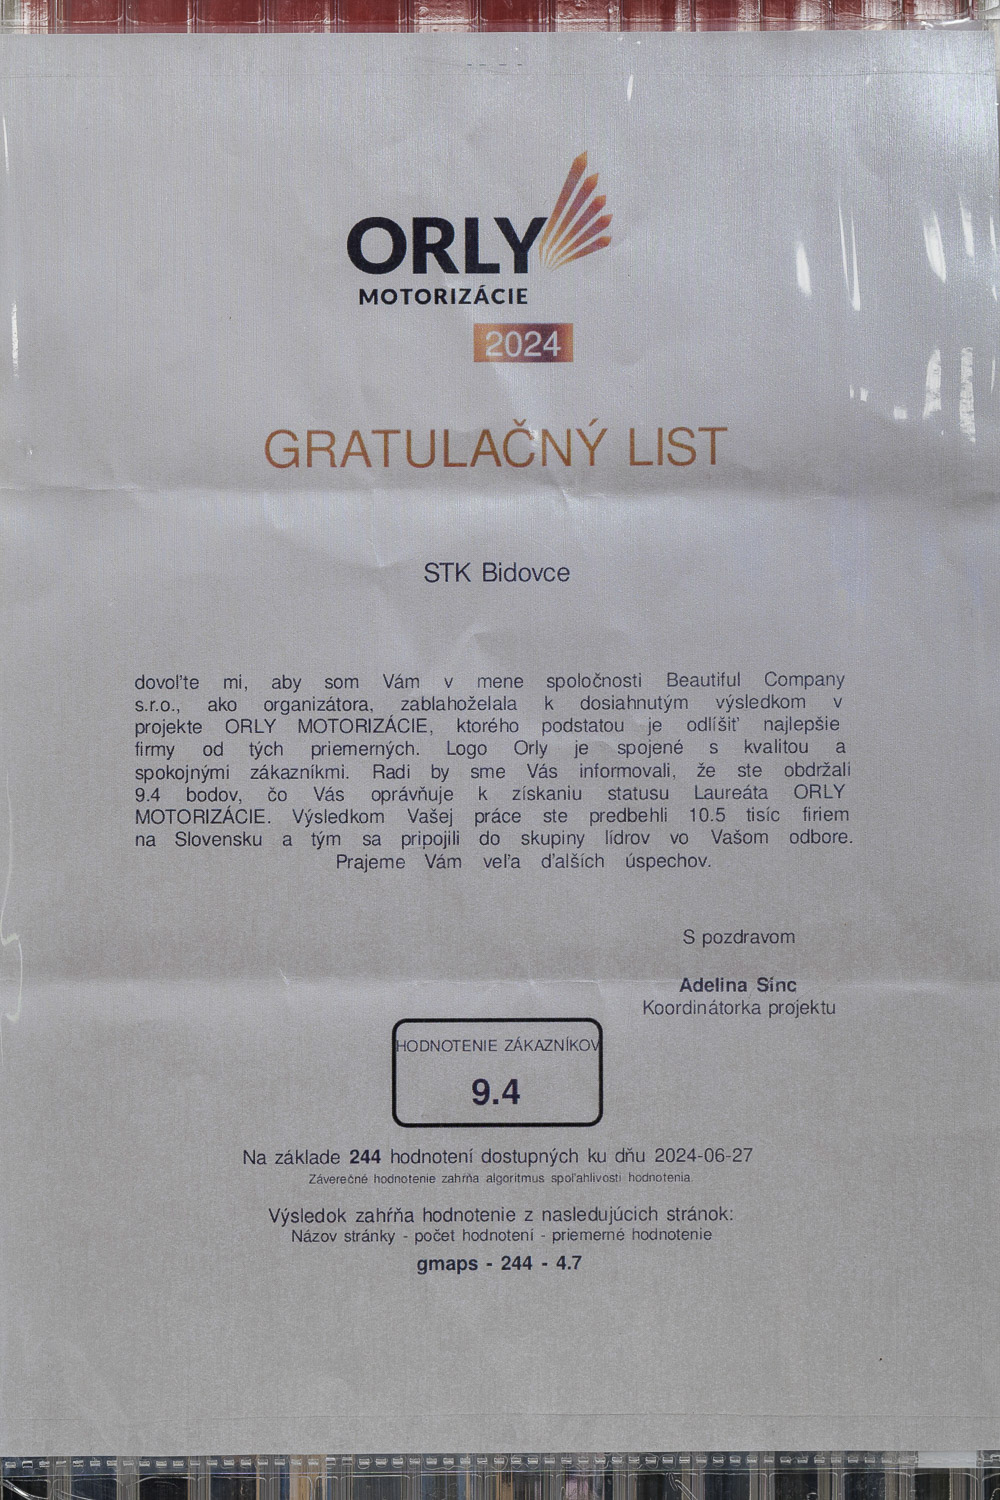 ORLY
MOTORIZÁCIE
2024
GRATULAČNÝ LIST
STK Bidovce
dovoľte mi, aby som Vám v mene spoločnosti Beautiful Company
s.r.o., ako organizátora, zablahoželala k dosiahnutým výsledkom v
projekte ORLY MOTORIZÁCIE, ktorého podstatou je odlíšiť najlepšie
firmy od tých priemerných. Logo Orly je spojené s kvalitou a
spokojnými zákazníkmi. Radi by sme Vás informovali, že ste obdržali
9.4 bodov, čo Vás oprávňuje k získaniu statusu Laureáta ORLY
MOTORIZÁCIE. Výsledkom Vašej práce ste predbehli 10.5 tisíc firiem
na Slovensku a tým sa pripojili do skupiny lídrov vo Vašom odbore.
Prajeme Vám veľa ďalších úspechov.
S pozdravom
Adelina Sînc
Koordinátorka projektu
HODNOTENIE ZÁKAZNÍKOV
9.4
Na základe 244 hodnotení dostupných ku dňu 2024-06-27
Záverečné hodnotenie zahŕňa algoritmus spoľahlivosti hodnotenia.
Výsledok zahŕňa hodnotenie z nasledujúcich stránok:
Názov stránky - počet hodnotení - priemerné hodnotenie
gmaps - 244 - 4.7